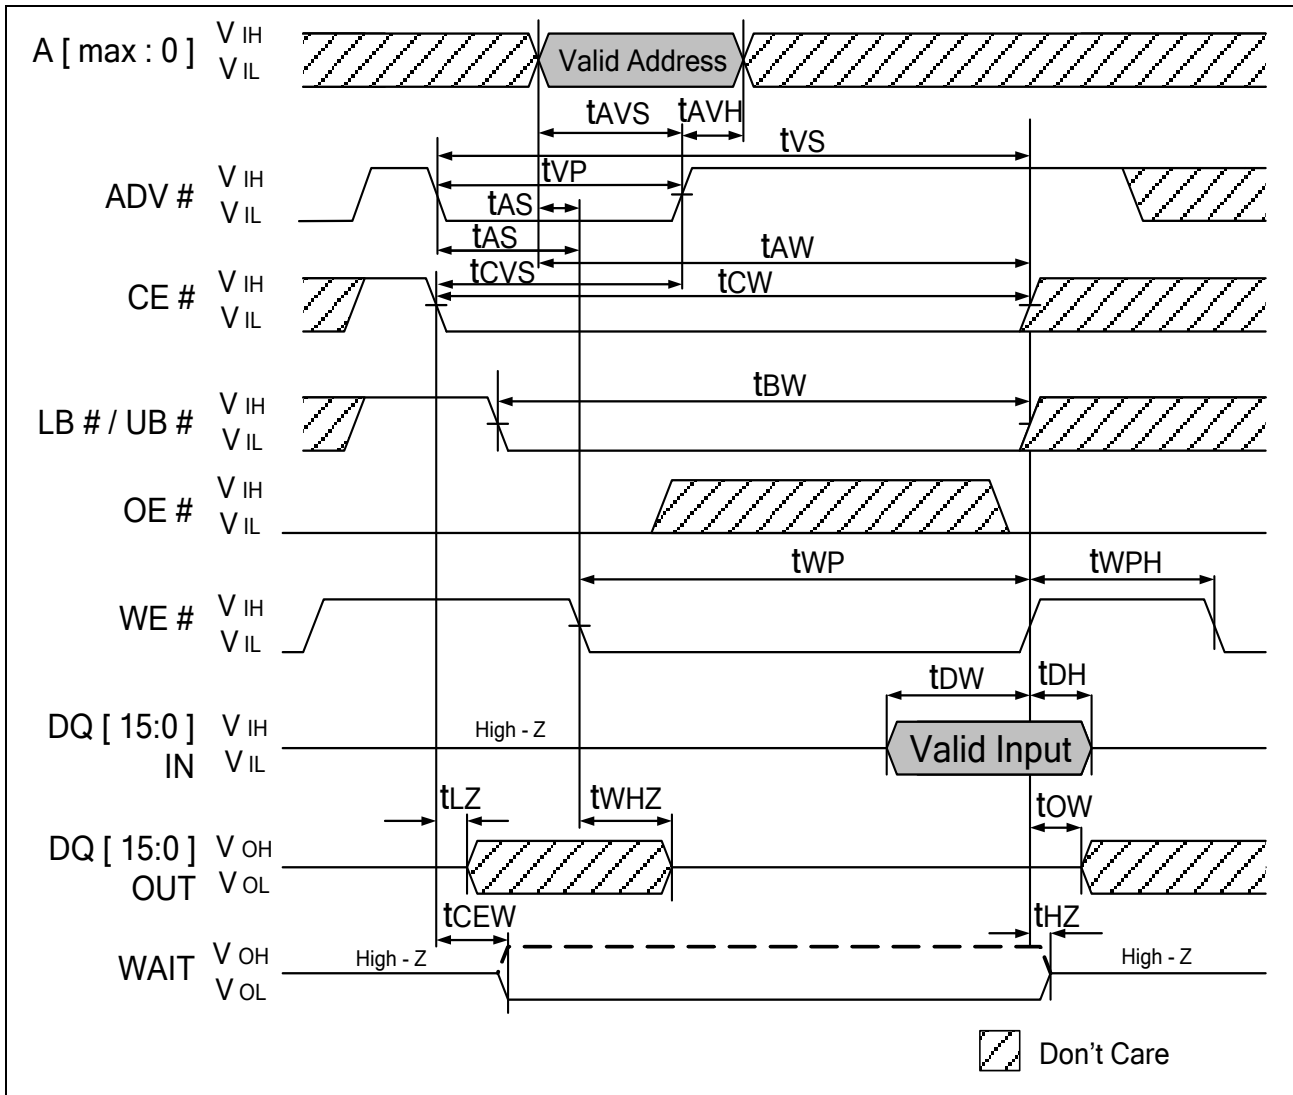 A [ max : 0 ] V IH
V IL
Valid Address
tAVS tAVH
tVS
ADV # V IH
V IL
tVP
tAS
tAS
tAW
CE # V IH
V IL
tCVS
tCW
LB # / UB # V IH
V IL
tBW
OE # V IH
V IL
WE # V IH
V IL
tWP tWPH
tDW tDH
DQ [ 15:0 ] V IH
IN V IL
High - Z
Valid Input
tLZ tWHZ tOW
DQ [ 15:0 ] V OH
OUT V OL
tCEW tHZ
WAIT V OH
V OL
High - Z
High - Z
Don't Care